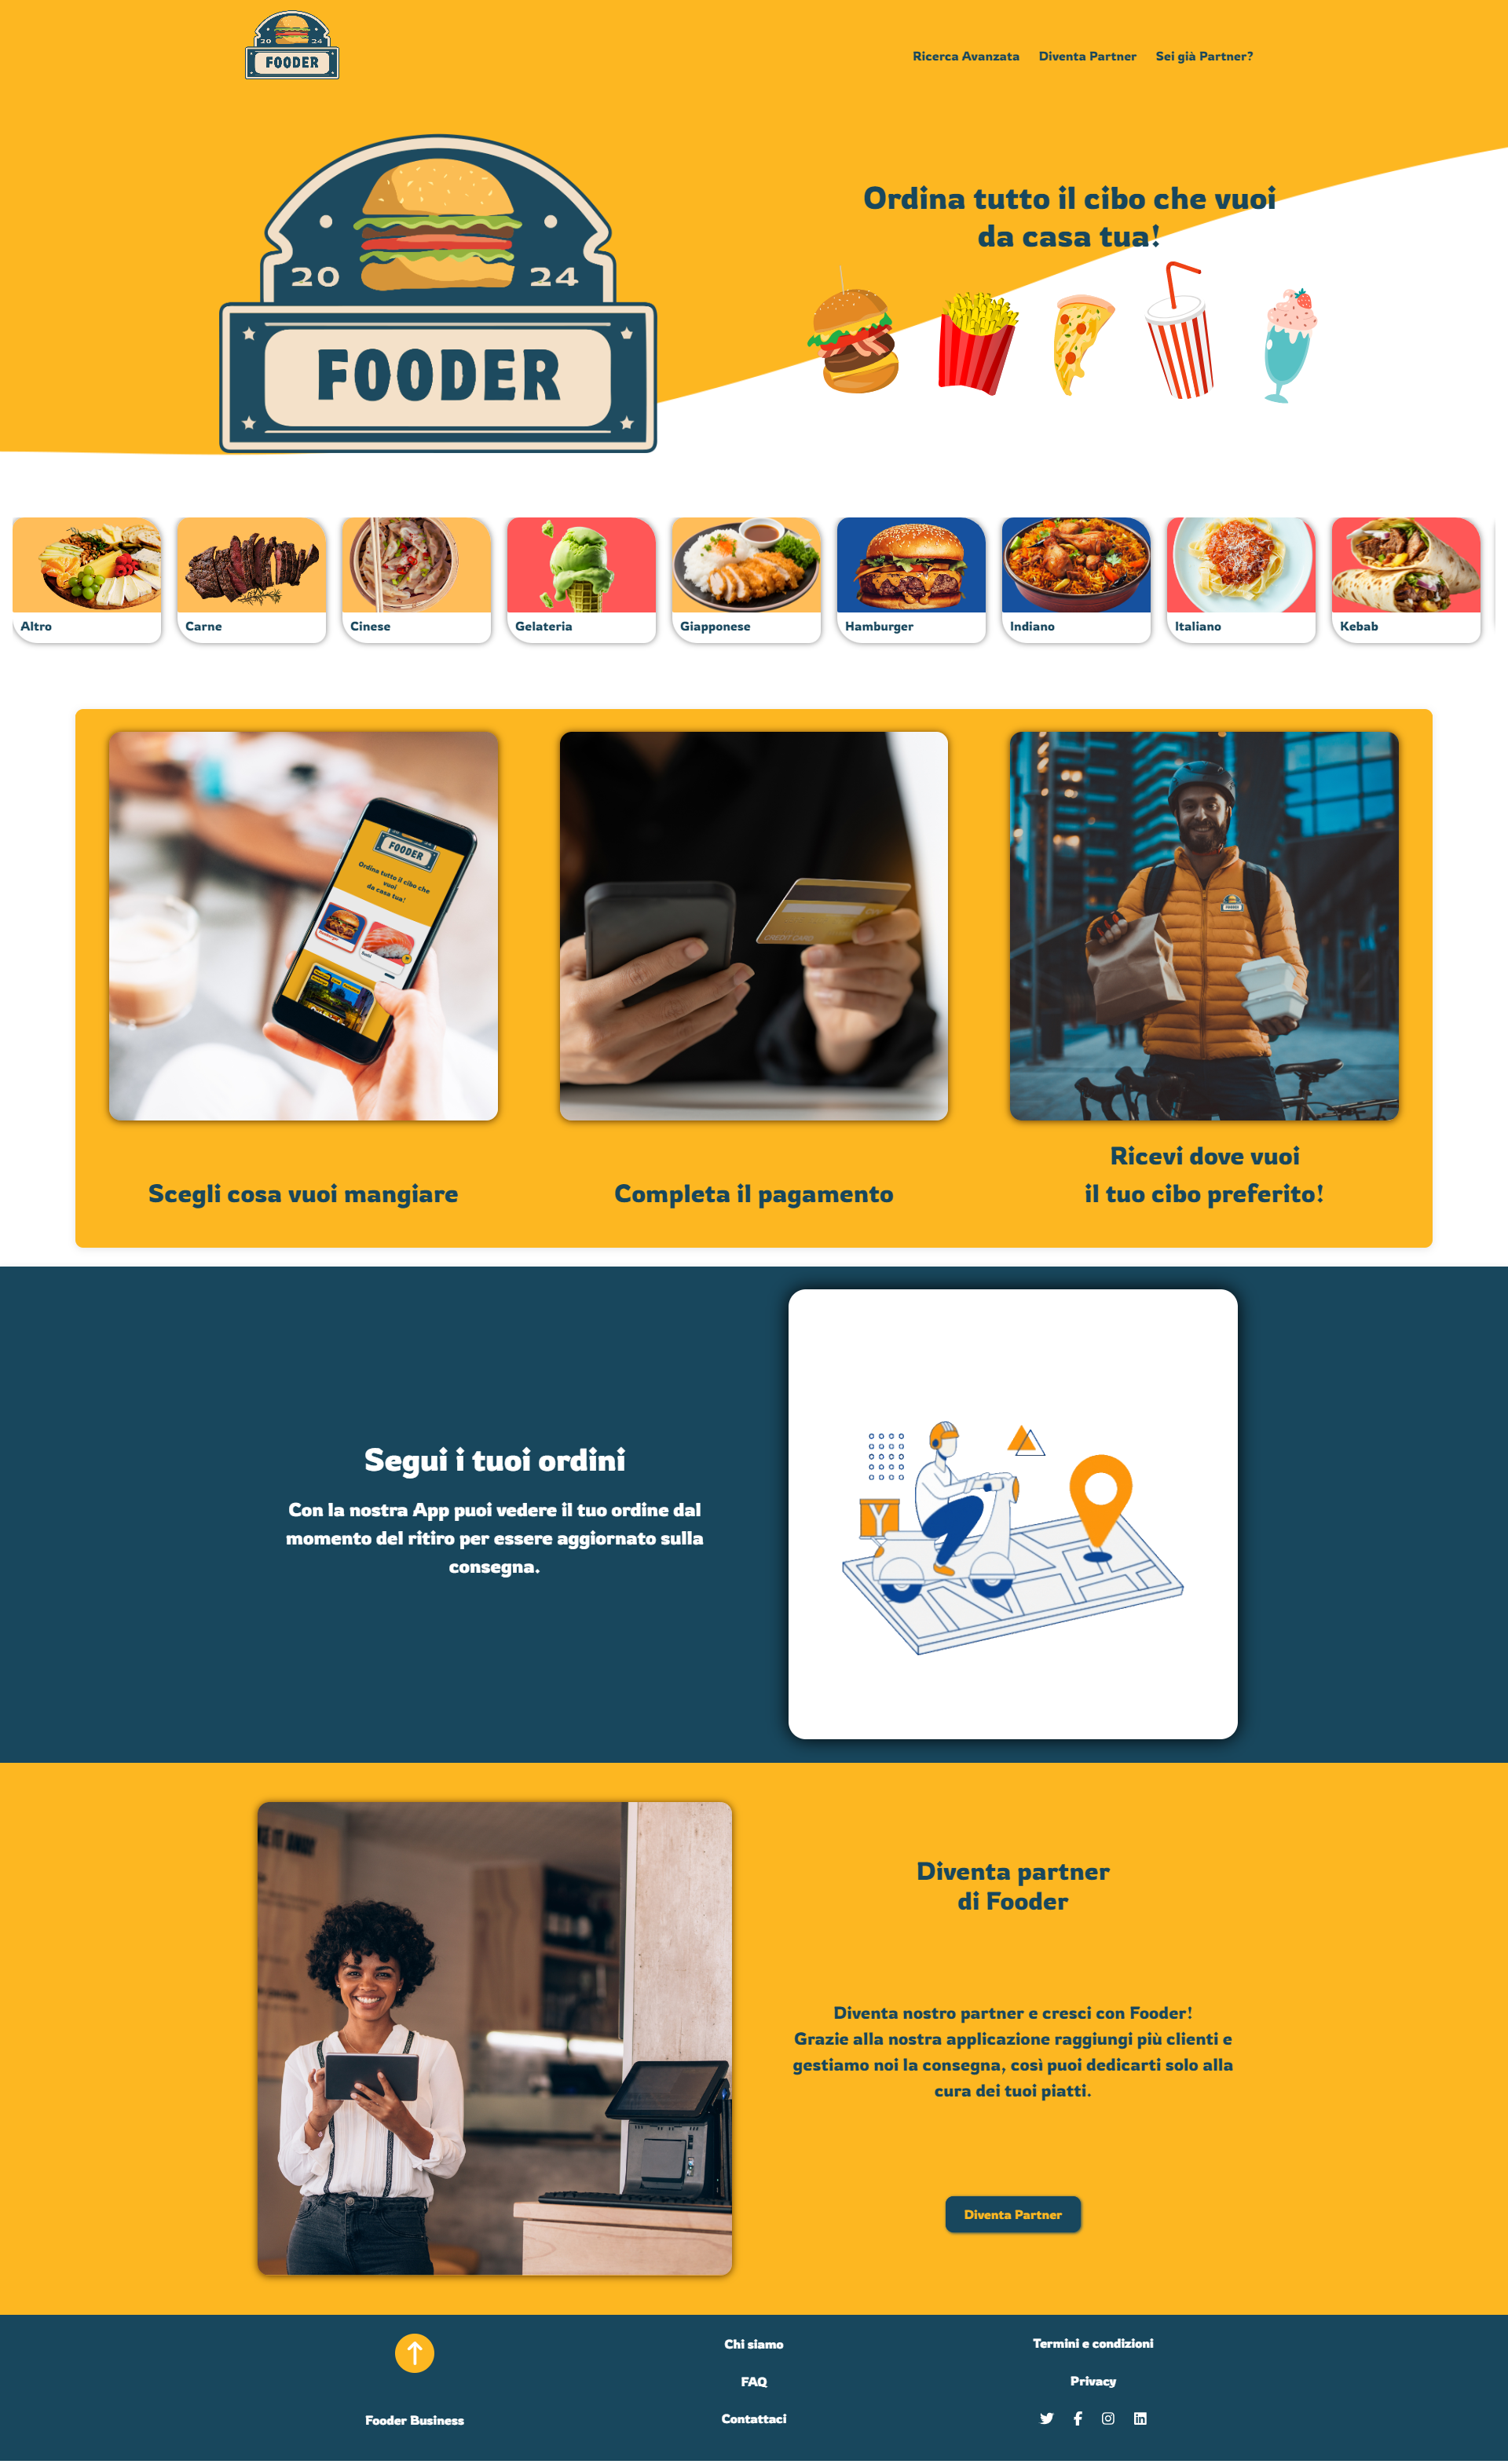 20 24
FOODER
Ricerca Avanzata Diventa Partner Sei già Partner?
20 24
FOODER
Ordina tutto il cibo che vuoi
da casa tua!
Altro Carne Cinese Gelateria Giapponese Hamburger Indiano Italiano Kebab
FOODER
Ordina tutto il cibo che
vuoi
da casa tua!
CREDIT CARD
FOODER
Scegli cosa vuoi mangiare
Completa il pagamento
Ricevi dove vuoi
il tuo cibo preferito!
Segui i tuoi ordini
Con la nostra App puoi vedere il tuo ordine dal
momento del ritiro per essere aggiornato sulla
consegna.
Diventa partner
di Fooder
Diventa nostro partner e cresci con Fooder!
Grazie alla nostra applicazione raggiungi più clienti e
gestiamo noi la consegna, così puoi dedicarti solo alla
cura dei tuoi piatti.
Diventa Partner
Fooder Business
Chi siamo
FAQ
Contattaci
Termini e condizioni
Privacy